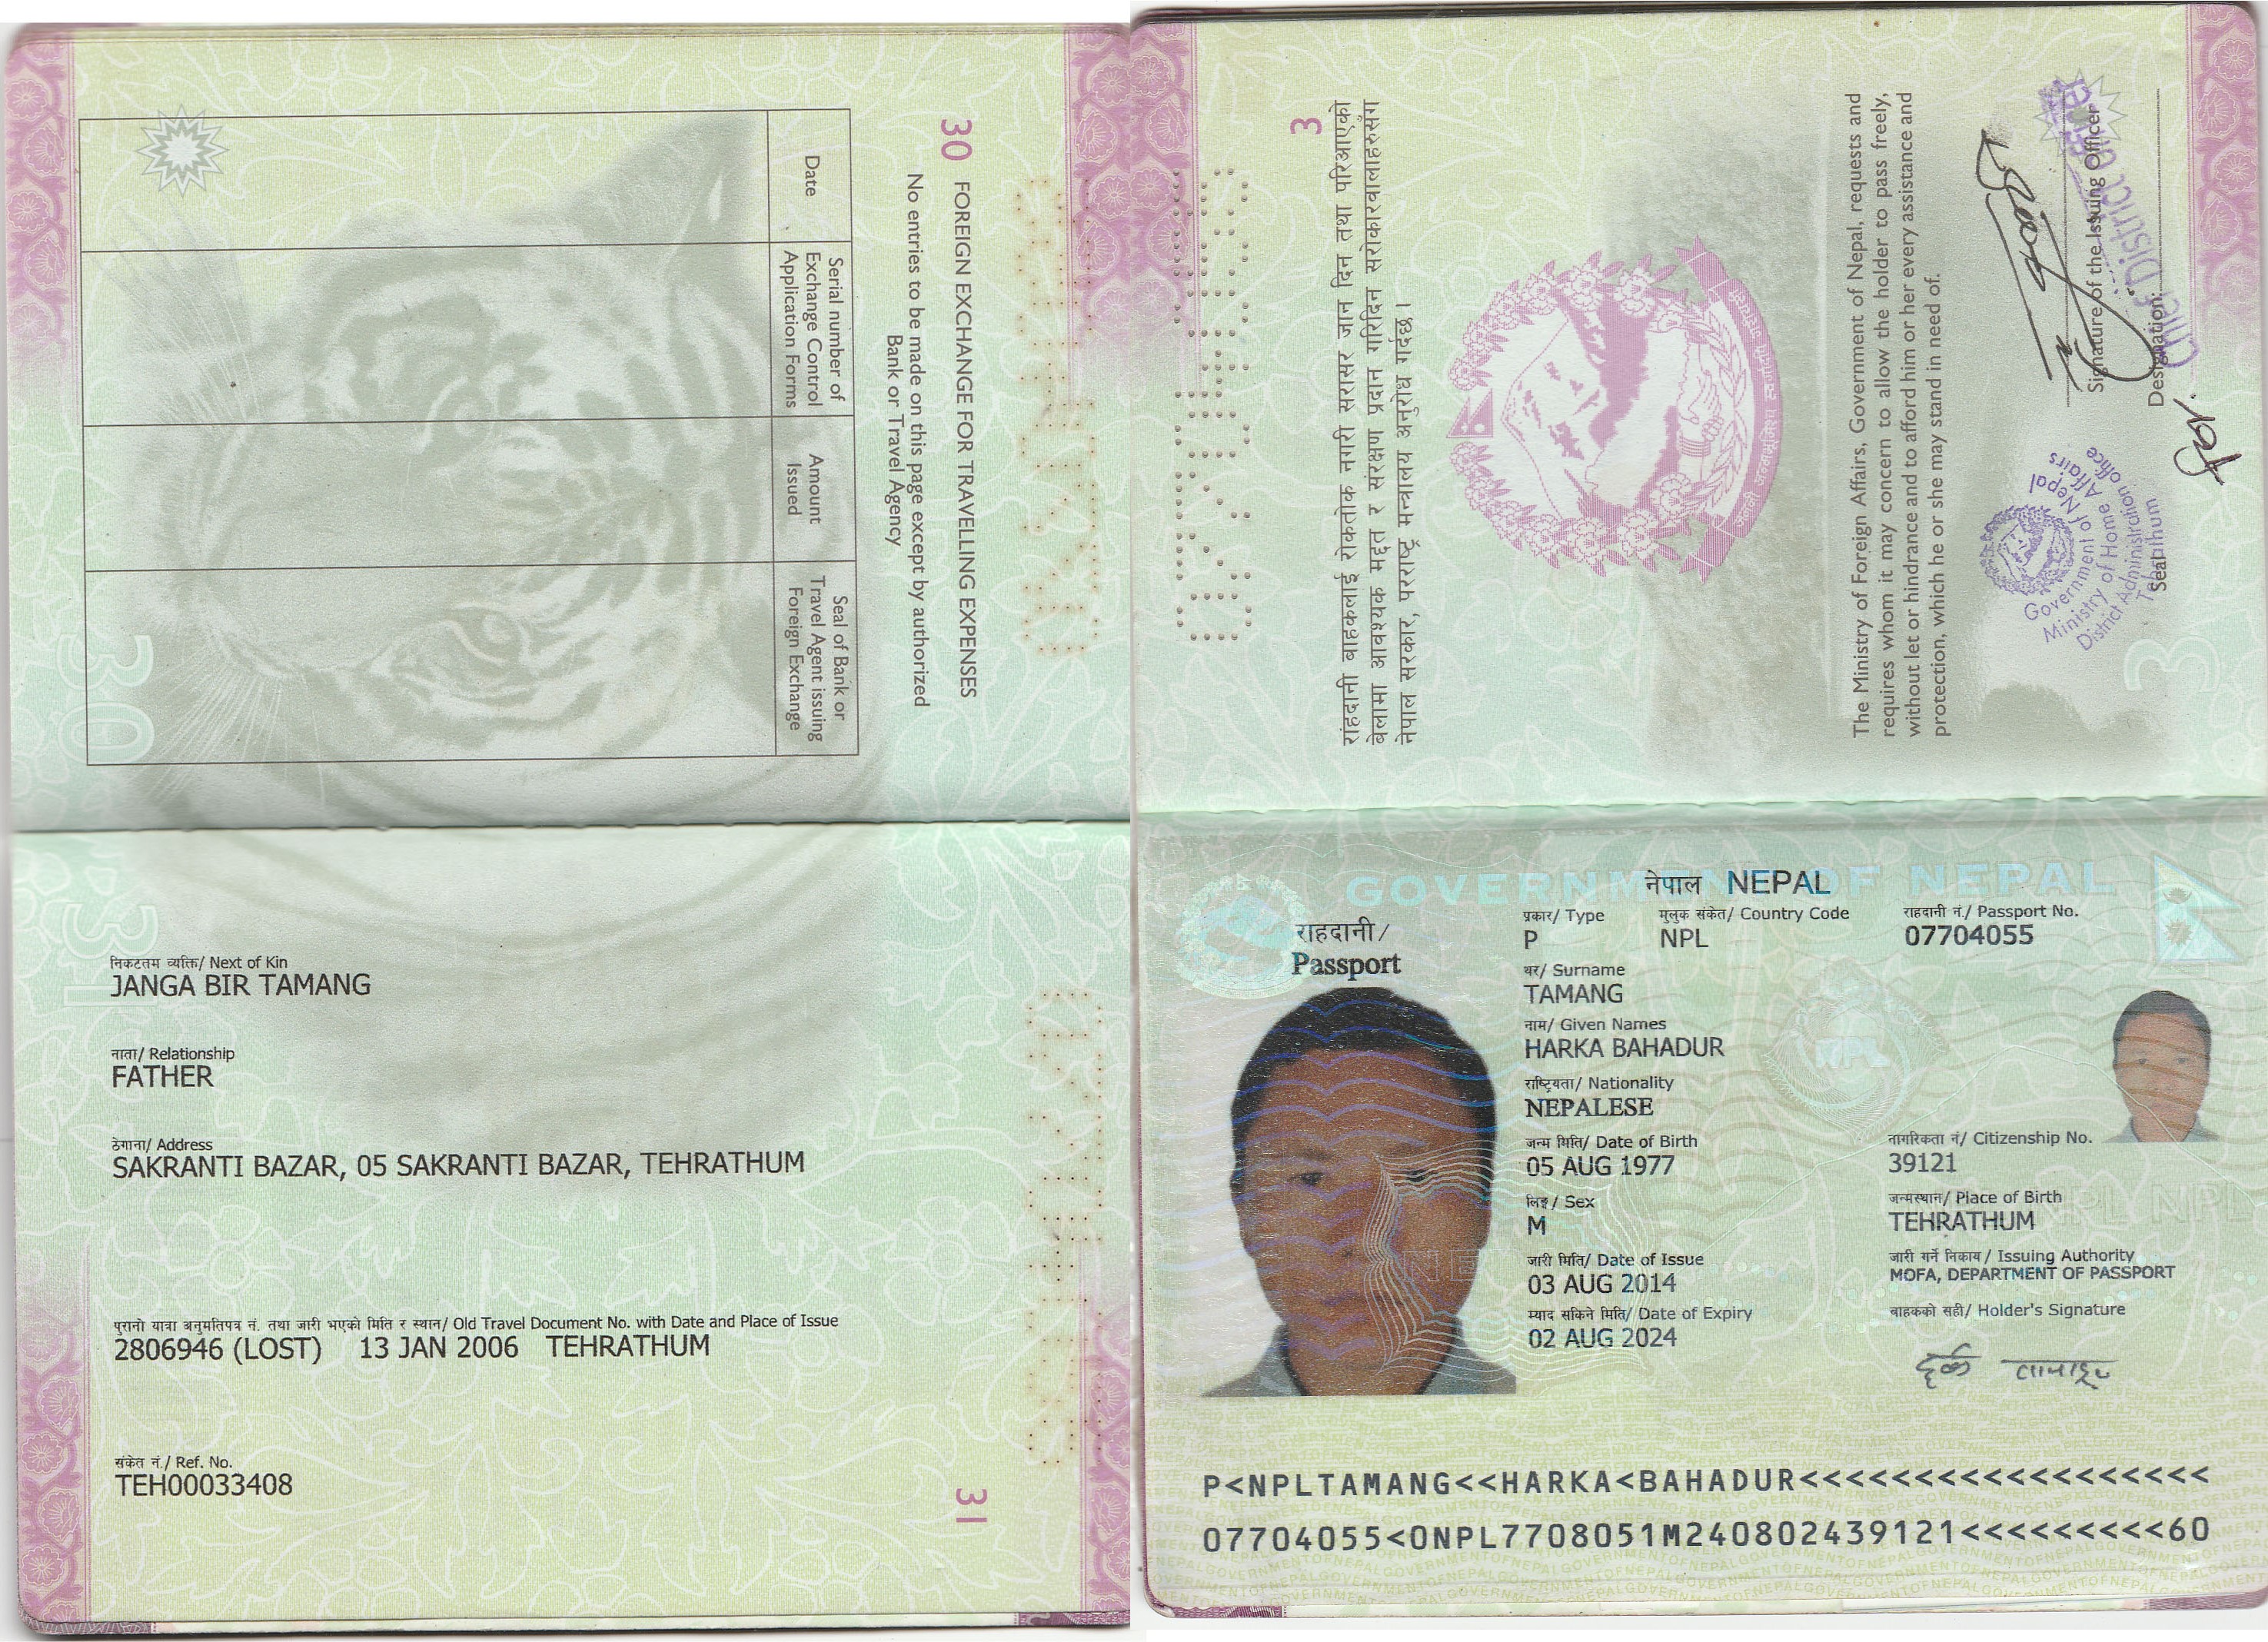 30
FOREIGN EXCHANGE FOR TRAVELLING EXPENSES
No entries to be made on this page except by authorized
Bank or Travel Agency
Date
Serial number of
Exchange Control
Application Forms
Amount
Issued
Seal of Bank or
Travel Agent issuing
Foreign Exchange
30
निकटतम व्यक्ति/ Next of Kin
JANGA BIR TAMANG
नाता/ Relationship
FATHER
ठेगाना/ Address
SAKRANTI BAZAR, 05 SAKRANTI BAZAR, TEHRATHUM
पुरानो यात्रा अनुमतिपत्र नं. तथा जारी भएको मिति र स्थान/ Old Travel Document No. with Date and Place of Issue
2806946 (LOST) 13 JAN 2006 TEHRATHUM
संकेत नं./ Ref. No.
TEH00033408
31
31
3
राहदानी बाहकलाई रोकतोक नगरी सरासर जान दिन तथा परिआएको
बेलामा आवश्यक मद्दत र संरक्षण प्रदान गरिदिन सरोकारवालाहरुसंग
नेपाल सरकार, परराष्ट्र मन्त्रालय अनुरोध गर्दछ।
The Ministry of Foreign Affairs, Government of Nepal, requests and
requires whom it may concern to allow the holder to pass freely,
without let or hindrance and to afford him or her every assistance and
protection, which he or she may stand in need of.
Signature of the Issuing Officer
Designation:
Chief District Officer
For.
Seal
Government of Nepal
Ministry of Home Affairs
District Administration office
Tehrathum
3
GOVERNMENT OF NEPAL
नेपाल NEPAL
राहदानी/
Passport
प्रकार/ Type
P
मुलुक संकेत/ Country Code
NPL
राहदानी नं./ Passport No.
07704055
थर/ Surname
TAMANG
नाम/ Given Names
HARKA BAHADUR
राष्ट्रियता/ Nationality
NEPALESE
जन्म मिति/ Date of Birth
05 AUG 1977
नागरिकता नं/ Citizenship No.
39121
लिङ्ग/ Sex
M
जन्मस्थान/ Place of Birth
TEHRATHUM
जारी मिति/ Date of Issue
03 AUG 2014
जारी गर्ने निकाय/ Issuing Authority
MOFA, DEPARTMENT OF PASSPORT
म्याद सकिने मिति/ Date of Expiry
02 AUG 2024
बाहकको सही/ Holder's Signature
P<NPLTAMANG<<HARKA<BAHADUR<<<<<<<<<<<<<<<<<<
07704055<0NPL7708051M240802439121<<<<<<<<<60